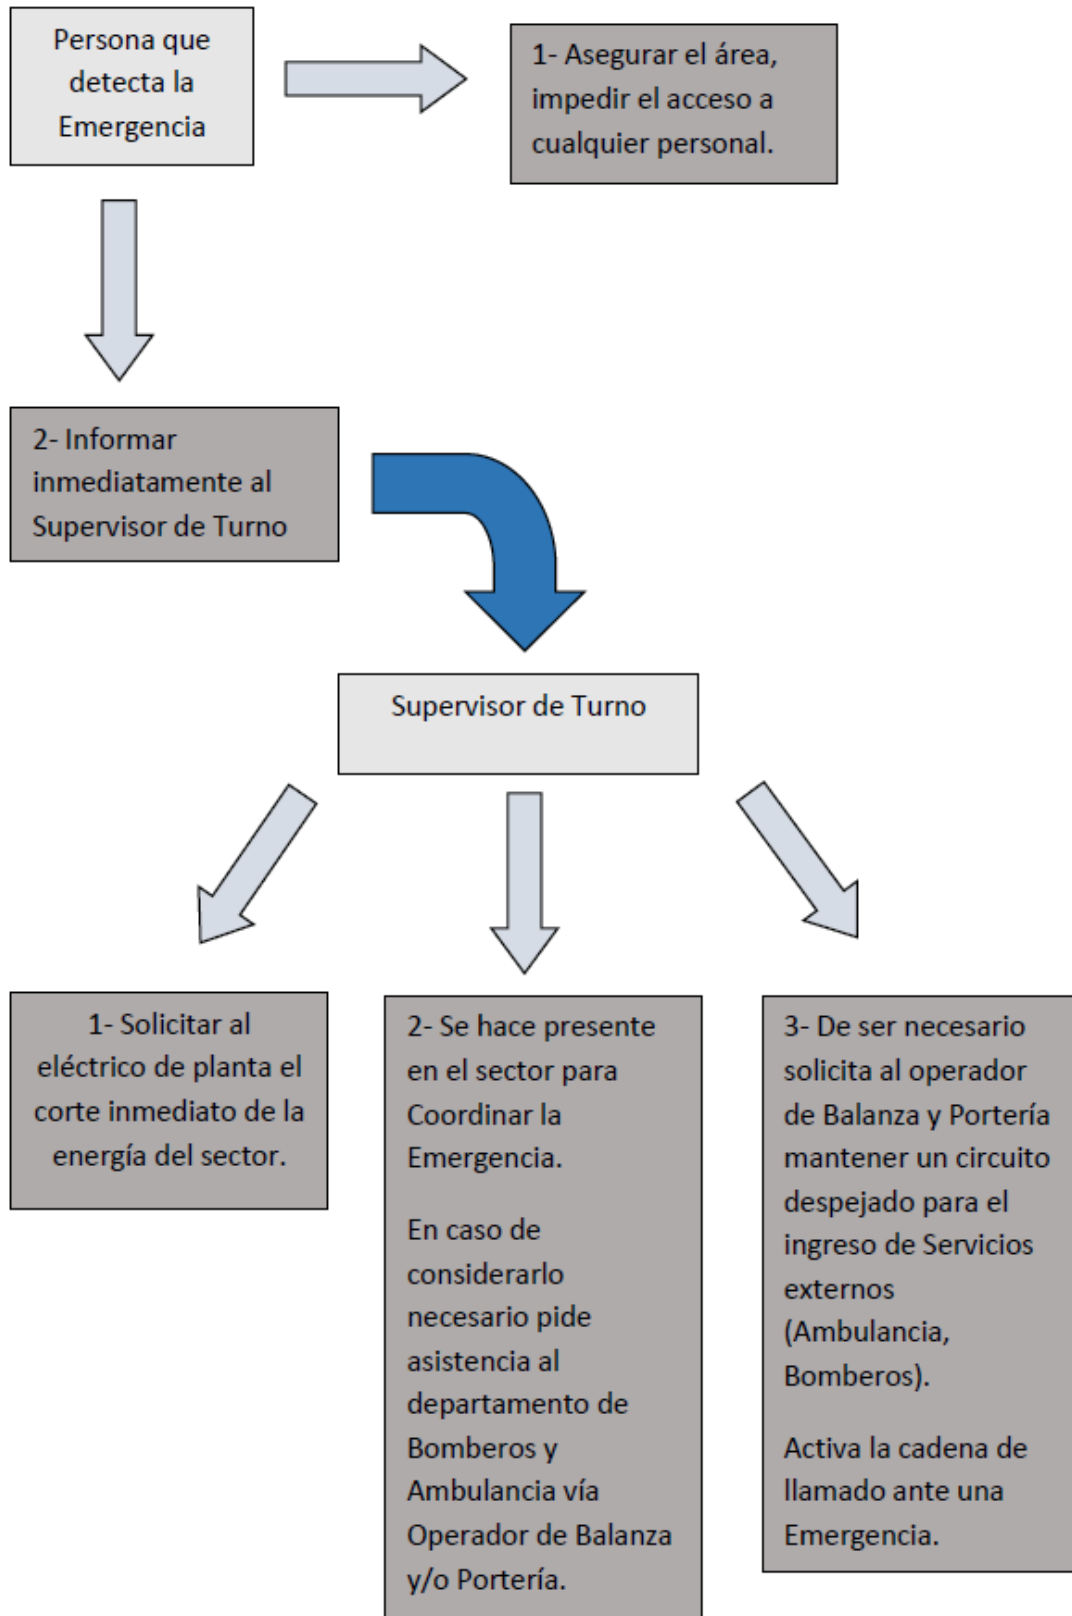 Persona que
detecta la
Emergencia
1- Asegurar el área,
impedir el acceso a
cualquier personal.
2- Informar
inmediatamente al
Supervisor de Turno
Supervisor de Turno
1- Solicitar al
eléctrico de planta el
corte inmediato de la
energía del sector.
2- Se hace presente
en el sector para
Coordinar la
Emergencia.
En caso de
considerarlo
necesario pide
asistencia al
departamento de
Bomberos y
Ambulancia vía
Operador de Balanza
y/o Portería.
3- De ser necesario
solicita al operador
de Balanza y Portería
mantener un circuito
despejado para el
ingreso de Servicios
externos
(Ambulancia,
Bomberos).
Activa la cadena de
llamado ante una
Emergencia.